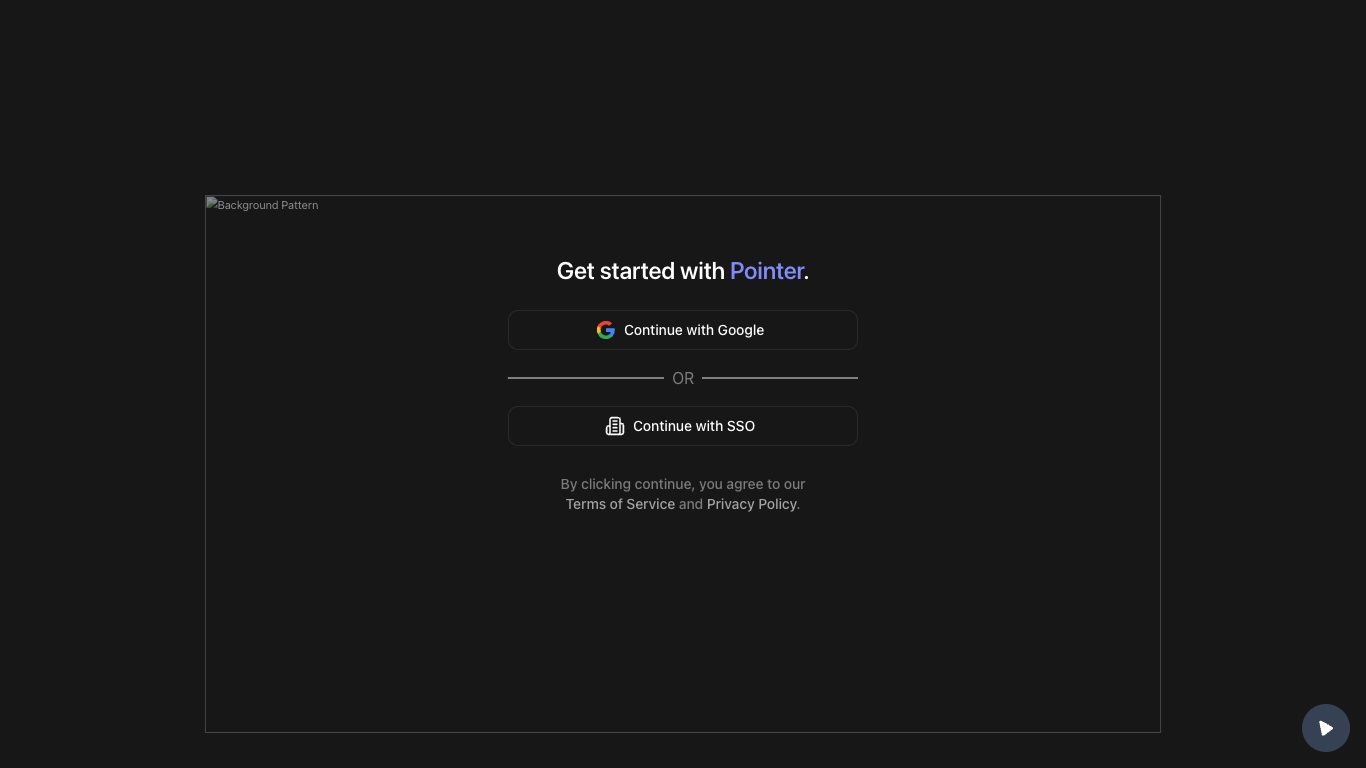 Background Pattern
Get started with Pointer.
Continue with Google
OR
Continue with SSO
By clicking continue, you agree to our
Terms of Service and Privacy Policy.